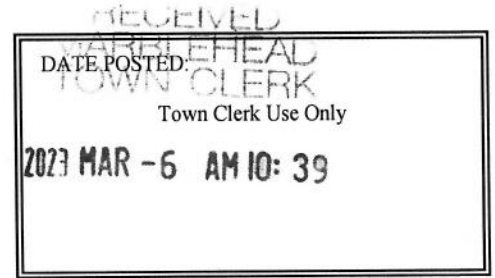 RECEIVED
MARBLEHEAD
DATE POSTED:
TOWN CLERK
Town Clerk Use Only
2023 MAR -6 AM 10: 39